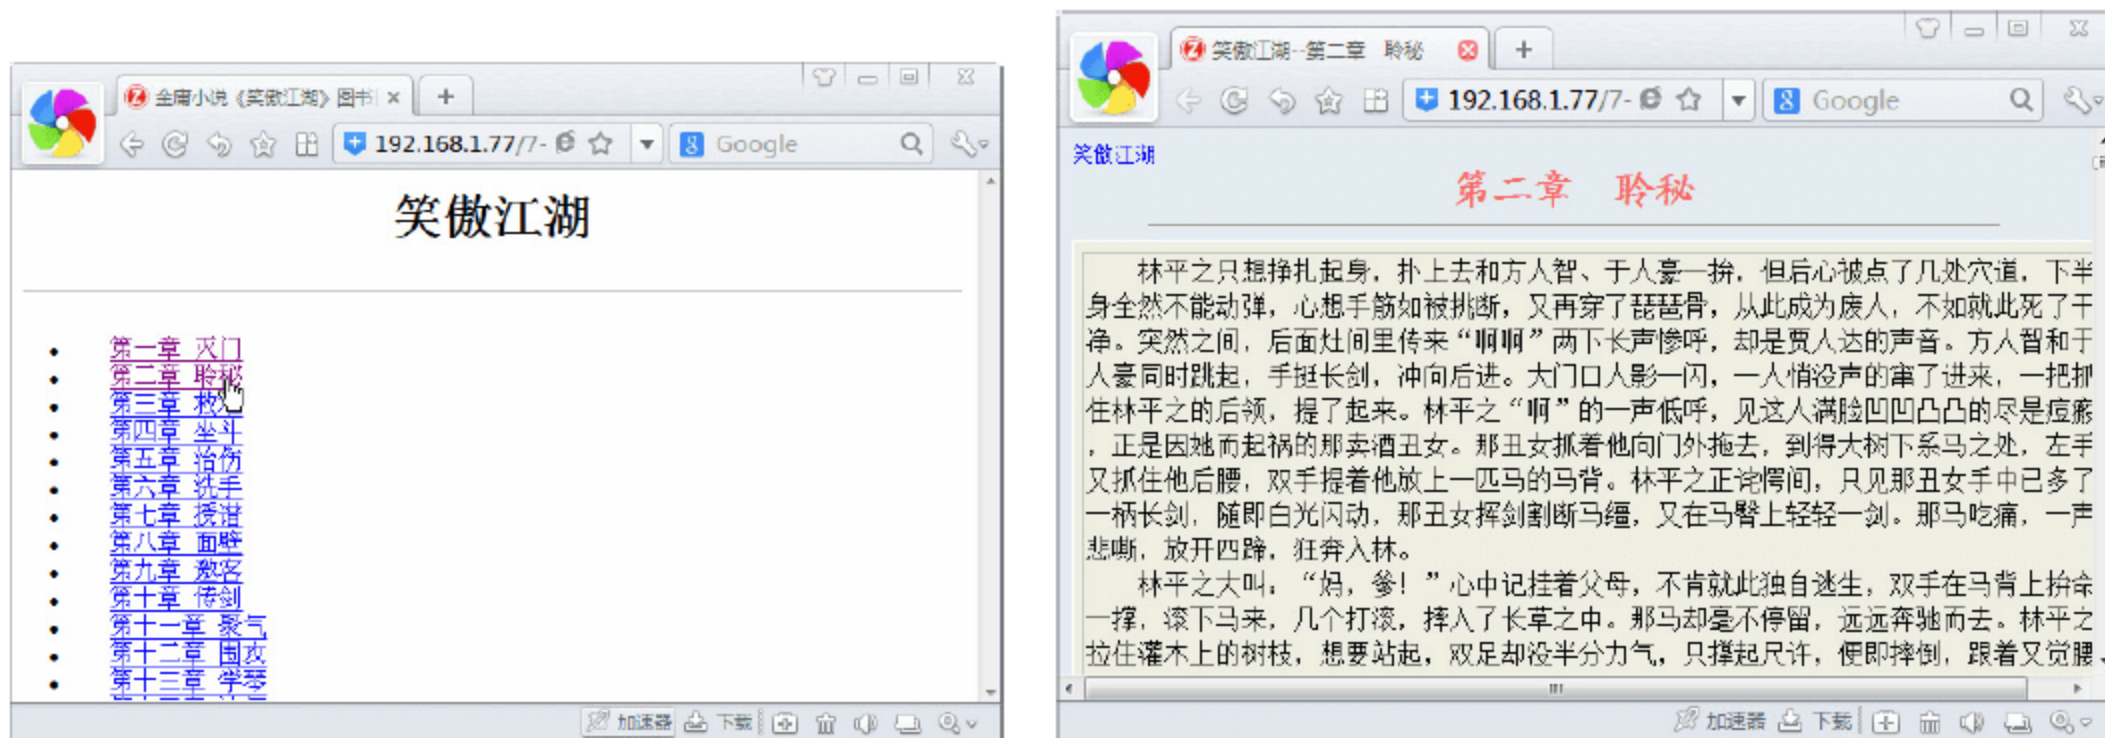 金庸小说《笑傲江湖》图书
192.168.1.77/7-
Google
笑傲江湖
第一章 灭门
第二章 聆秘
第三章 救
第四章 坐斗
第五章 治伤
第六章 洗手
第七章 授谱
第八章 面壁
第九章 邀客
第十章 传剑
第十一章 聚气
第十二章 围攻
第十三章 学琴
加速器 下载
笑傲江湖--第二章 聆秘
192.168.1.77/7-
Google
笑傲江湖
第二章 聆秘
林平之只想挣扎起身，扑上去和方人智、于人豪一拚，但后心被点了几处穴道，下半
身全然不能动弹，心想手筋如被挑断，又再穿了琵琶骨，从此成为废人，不如就此死了干
净。突然之间，后面灶间里传来“啊啊”两下长声惨呼，却是贾人达的声音。方人智和于
人豪同时跳起，手挺长剑，冲向后进。大门口人影一闪，一人悄没声的窜了进来，一把抓
住林平之的后领，提了起来。林平之“啊”的一声低呼，见这人满脸凹凹凸凸的尽是痘瘢
，正是因她而起祸的那卖酒丑女。那丑女抓着他向门外拖去，到得大树下系马之处，左手
又抓住他后腰，双手提着他放上一匹马的马背。林平之正诧愕间，只见那丑女手中已多了
一柄长剑，随即白光闪动，那丑女挥剑割断马缰，又在马臀上轻轻一剑。那马吃痛，一声
悲嘶，放开四蹄，狂奔入林。
林平之大叫：“妈，爹！”心中记挂着父母，不肯就此独自逃生，双手在马背上拚命
一撑，滚下马来，几个打滚，摔入了长草之中。那马却毫不停留，远远奔驰而去。林平之
拉住灌木上的树枝，想要站起，双足却没半分力气，只撑起尺许，便即摔倒，跟着又觉腰
加速器 下载